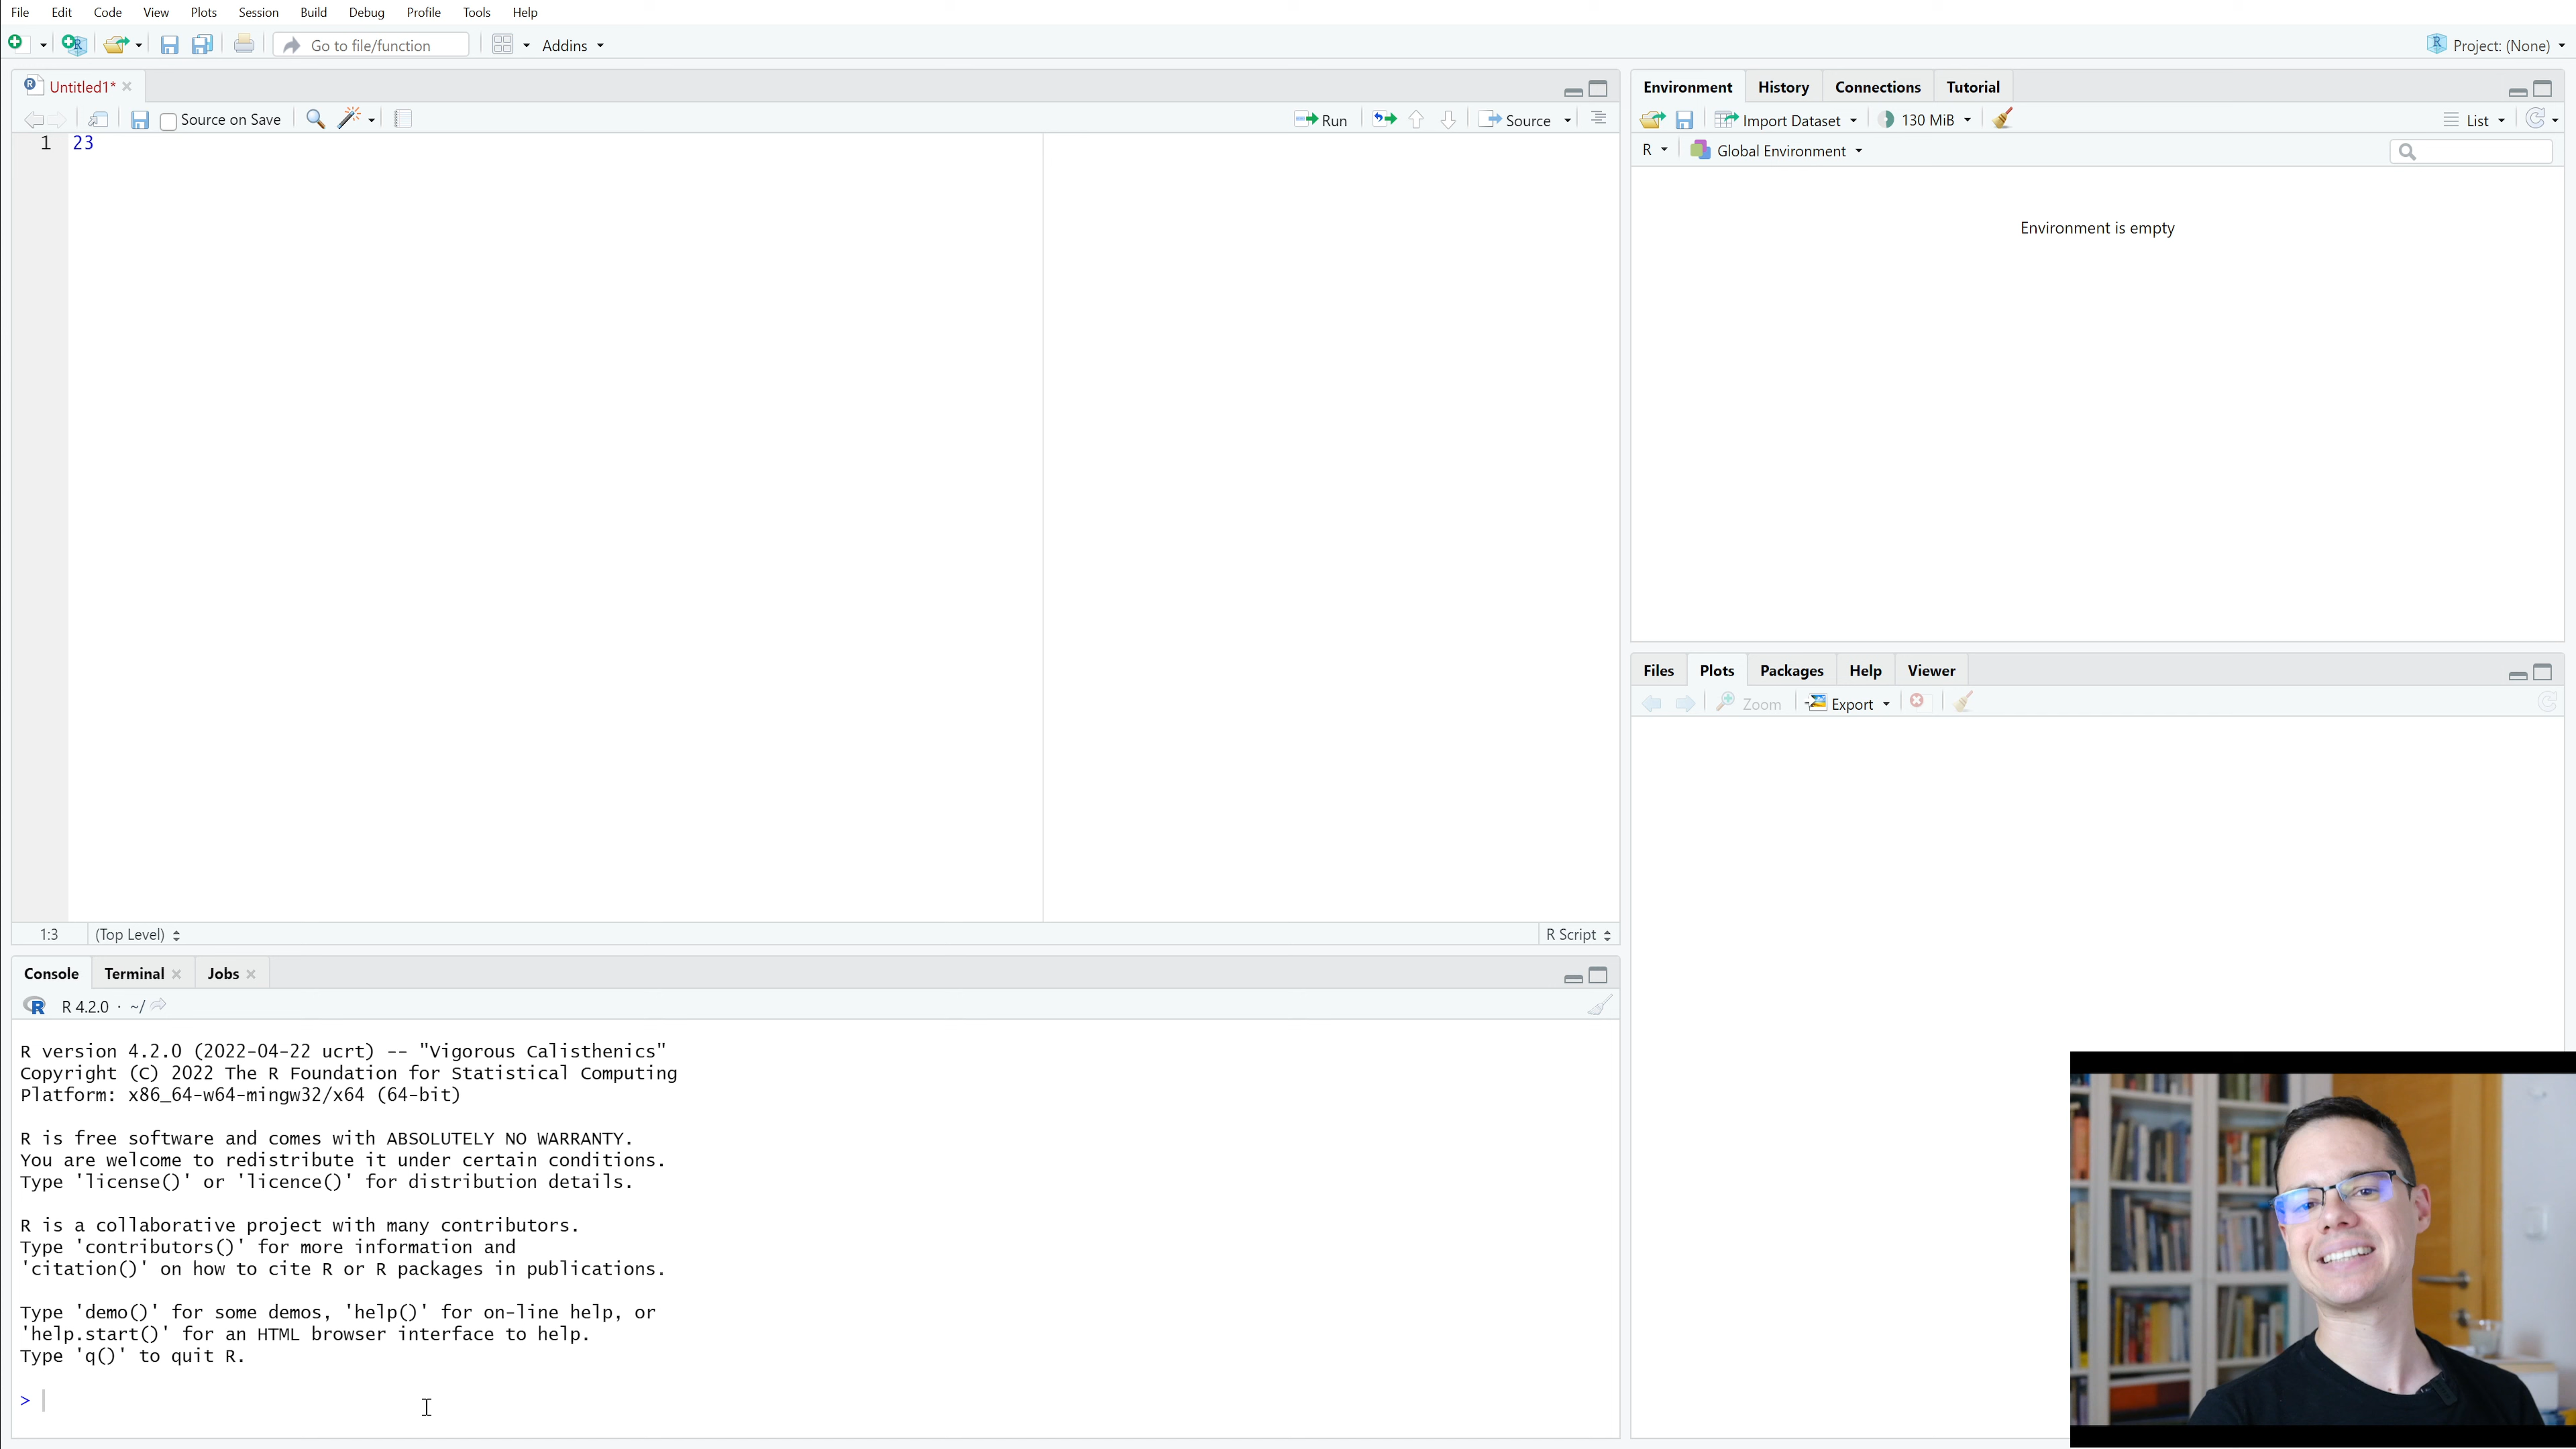 File Edit Code View Plots Session Build Debug Profile Tools Help
Go to file/function Addins Project: (None)
Untitled1*
Source on Save Run Source
1 23
1:3 (Top Level) R Script
Console Terminal Jobs
R 4.2.0 · ~/
R version 4.2.0 (2022-04-22 ucrt) -- "Vigorous Calisthenics"
Copyright (C) 2022 The R Foundation for Statistical Computing
Platform: x86_64-w64-mingw32/x64 (64-bit)
R is free software and comes with ABSOLUTELY NO WARRANTY.
You are welcome to redistribute it under certain conditions.
Type 'license()' or 'licence()' for distribution details.
R is a collaborative project with many contributors.
Type 'contributors()' for more information and
'citation()' on how to cite R or R packages in publications.
Type 'demo()' for some demos, 'help()' for on-line help, or
'help.start()' for an HTML browser interface to help.
Type 'q()' to quit R.
>
Environment History Connections Tutorial
Import Dataset 130 MiB List
R Global Environment
Environment is empty
Files Plots Packages Help Viewer
Zoom Export